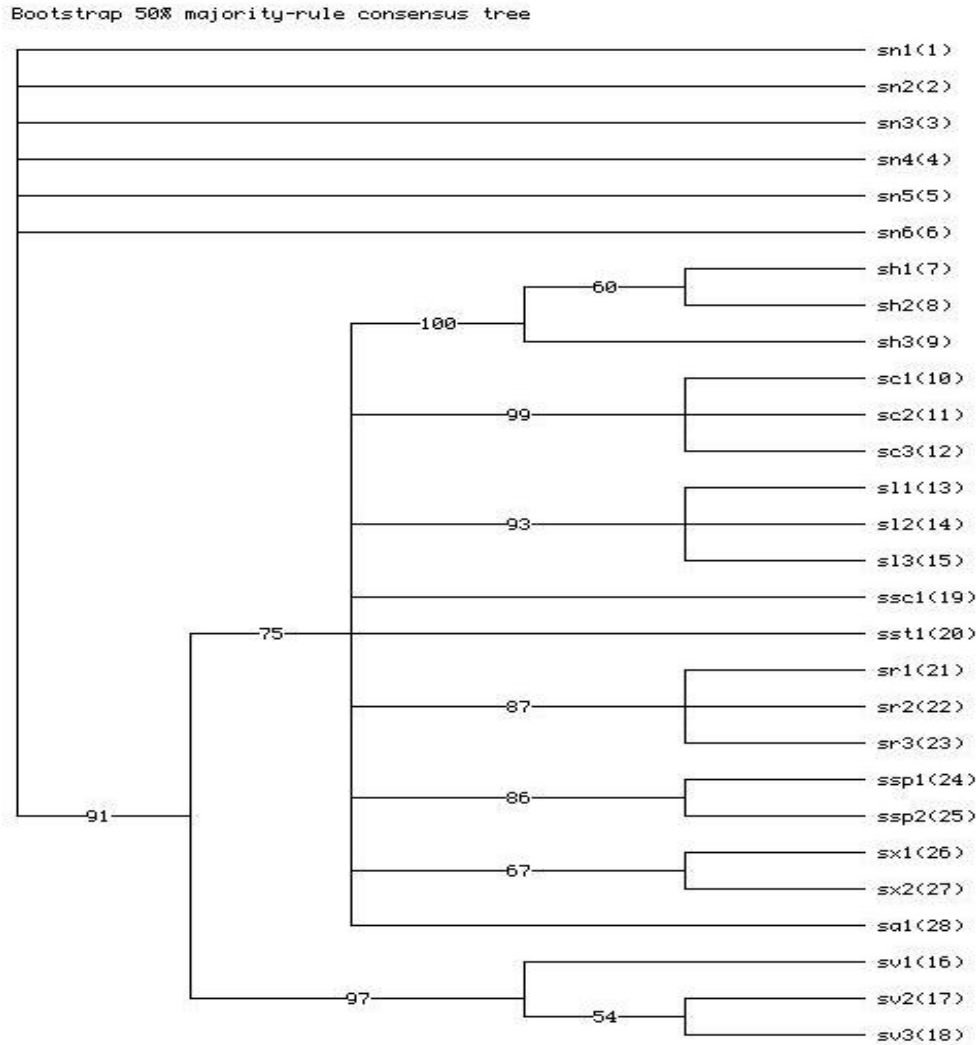 Bootstrap 50% majority-rule consensus tree
sn1(1)
sn2(2)
sn3(3)
sn4(4)
sn5(5)
sn6(6)
sh1(7)
60
sh2(8)
100
sh3(9)
sc1(10)
99
sc2(11)
sc3(12)
sl1(13)
93
sl2(14)
sl3(15)
ssc1(19)
75
sst1(20)
sr1(21)
87
sr2(22)
sr3(23)
ssp1(24)
86
ssp2(25)
91
sx1(26)
67
sx2(27)
sa1(28)
sv1(16)
97
sv2(17)
54
sv3(18)